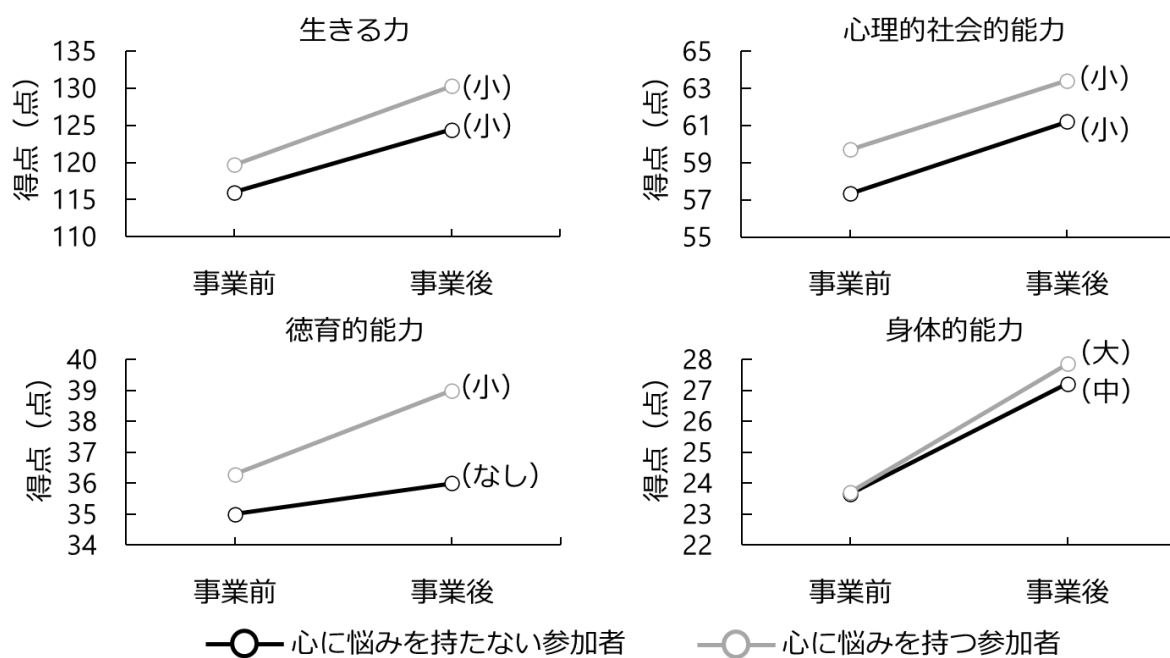 生きる力
得点（点）
135
130
125
120
115
110
(小)
(小)
事業前 事業後
心理的社会的能力
得点（点）
65
63
61
59
57
55
(小)
(小)
事業前 事業後
徳育的能力
得点（点）
40
39
38
37
36
35
34
(小)
(なし)
事業前 事業後
身体的能力
得点（点）
28
27
26
25
24
23
22
(大)
(中)
事業前 事業後
心に悩みを持たない参加者 心に悩みを持つ参加者